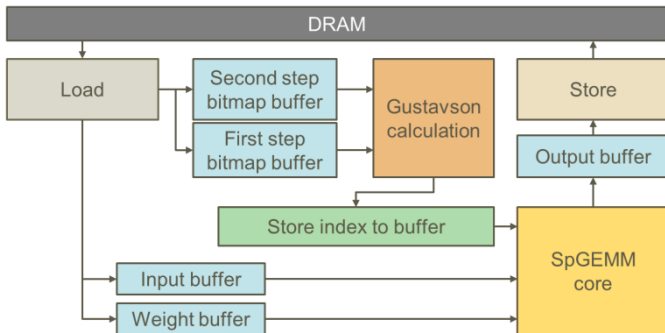 DRAM
Load
Second step
bitmap buffer
First step
bitmap buffer
Gustavson
calculation
Store
Output buffer
Store index to buffer
SpGEMM
core
Input buffer
Weight buffer